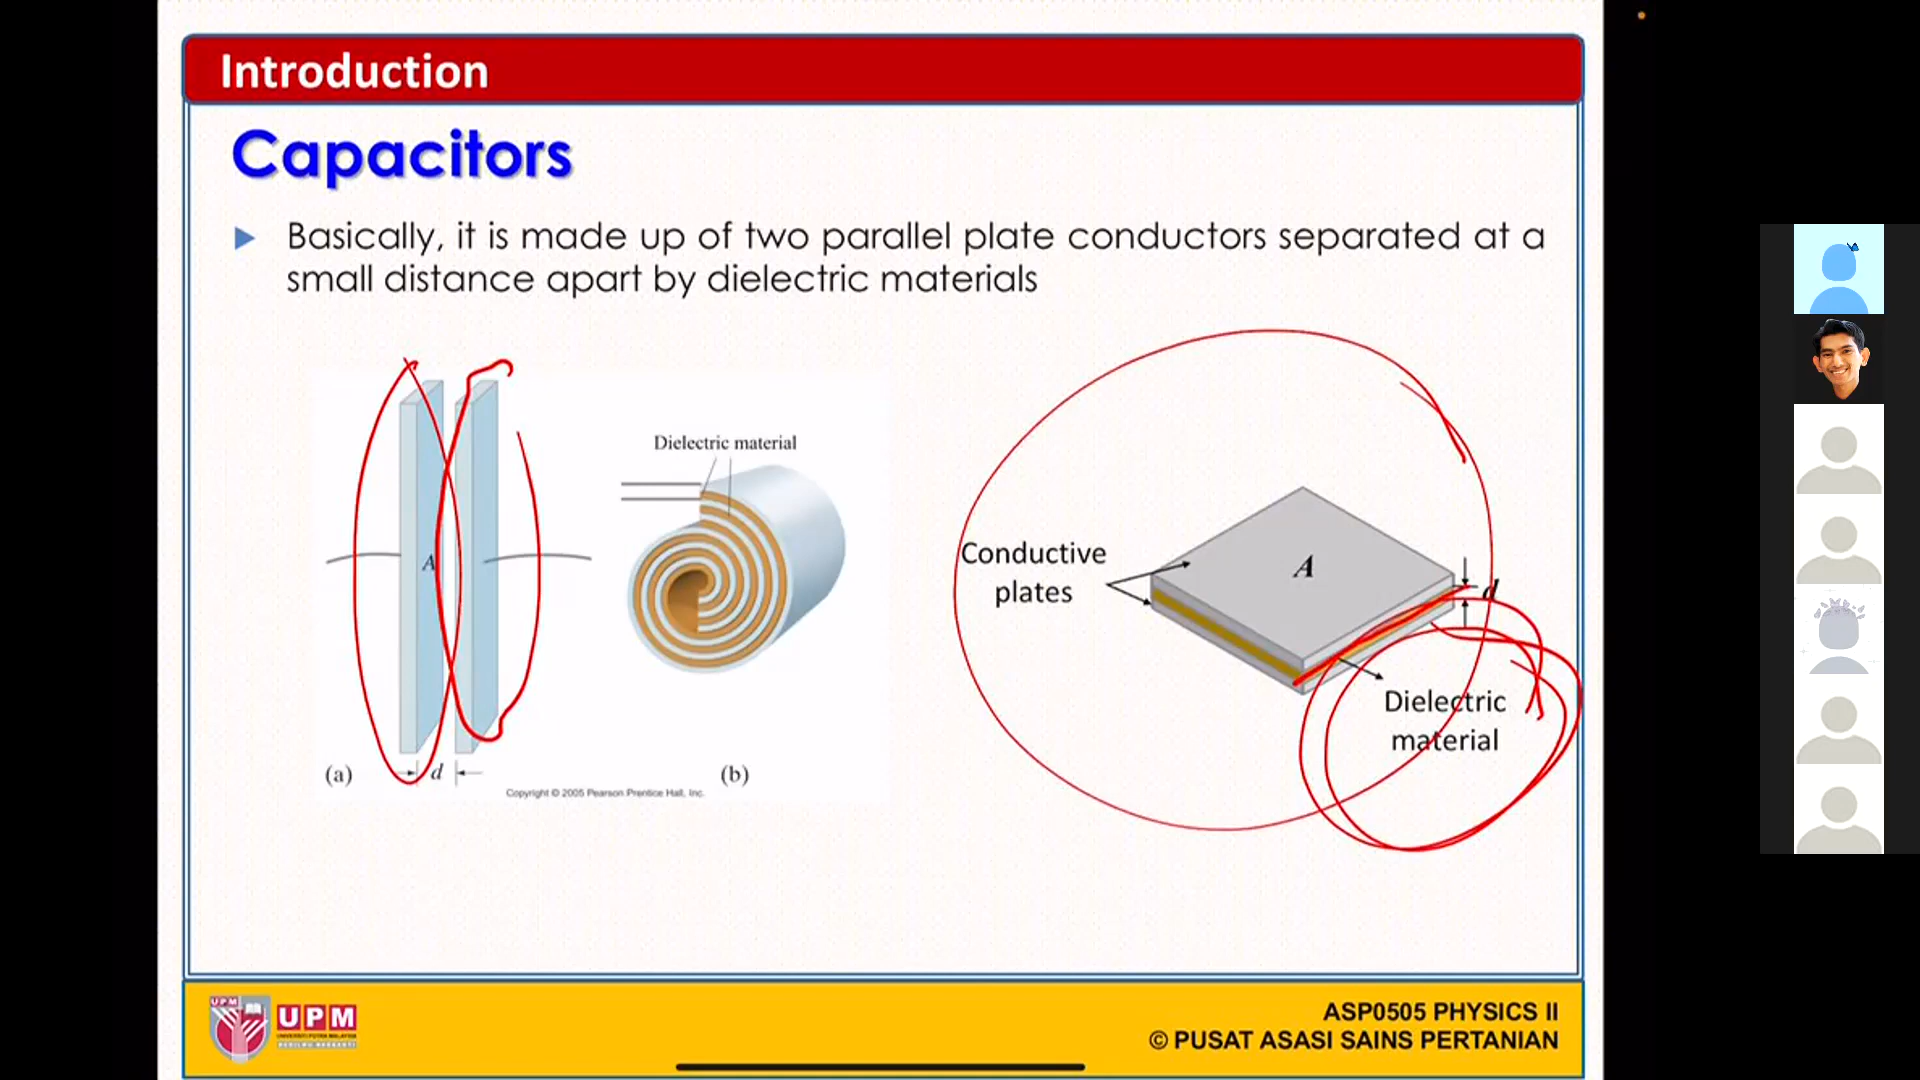 Introduction
Capacitors
Basically, it is made up of two parallel plate conductors separated at a
small distance apart by dielectric materials
A
(a)
d
Dielectric material
(b)
Copyright © 2005 Pearson Prentice Hall, Inc.
Conductive
plates
A
d
Dielectric
material
UPM
UPM
UNIVERSITI PUTRA MALAYSIA
ASP0505 PHYSICS II
© PUSAT ASASI SAINS PERTANIAN